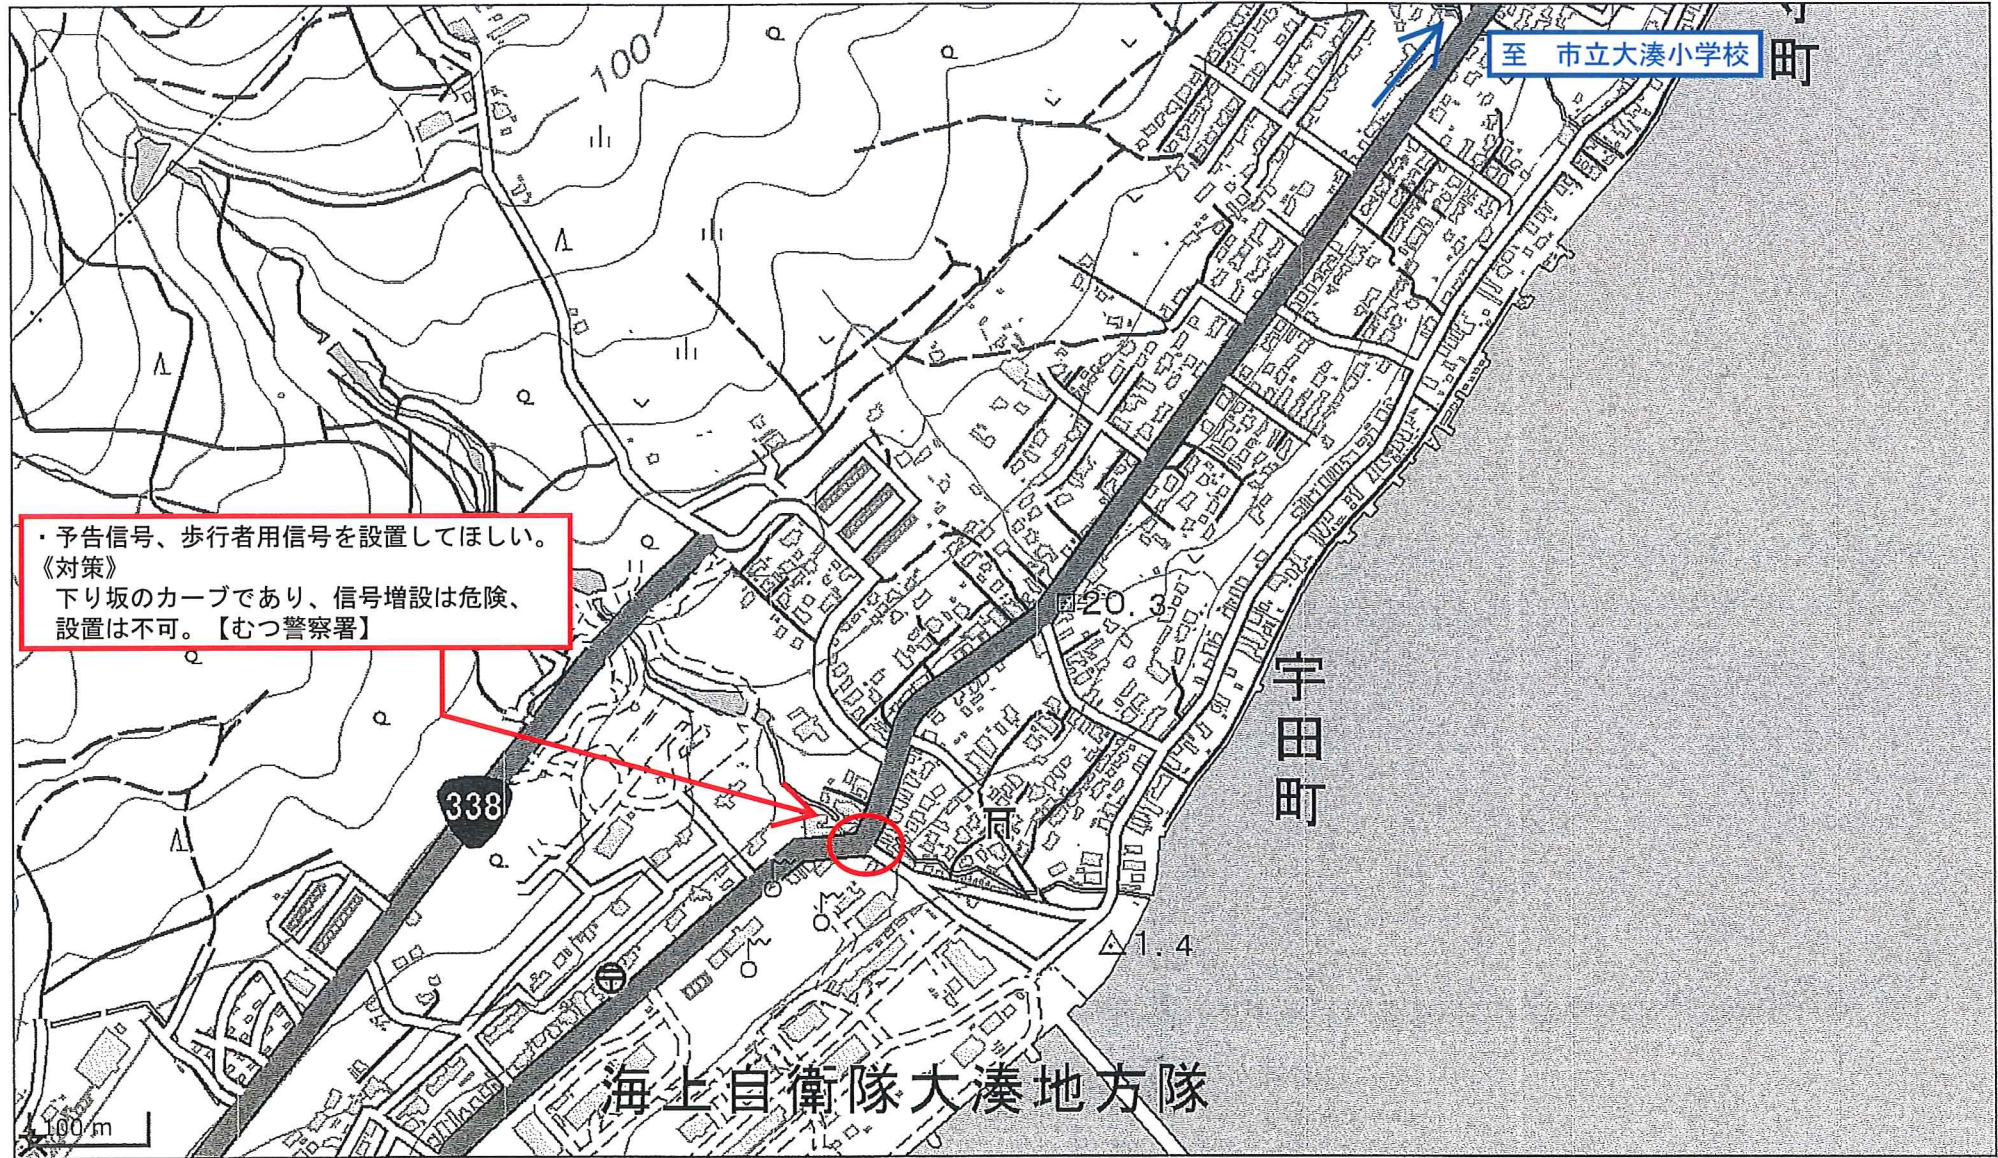 至　市立大湊小学校
町
100
・予告信号、歩行者用信号を設置してほしい。
《対策》
下り坂のカーブであり、信号増設は危険、
設置は不可。【むつ警察署】
20.3
宇田町
338
1.4
海上自衛隊大湊地方隊
100 m